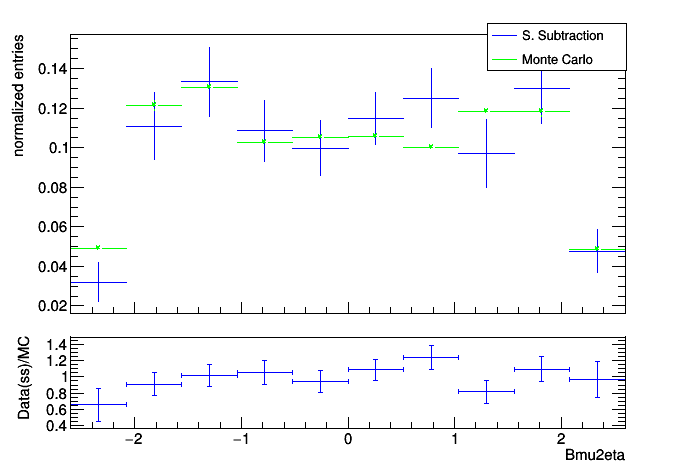 S. Subtraction
Monte Carlo
normalized entries
0.14
0.12
0.1
0.08
0.06
0.04
0.02
Data(ss)/MC
1.4
1.2
1
0.8
0.6
0.4
−2 −1 0 1 2
Bmu2eta